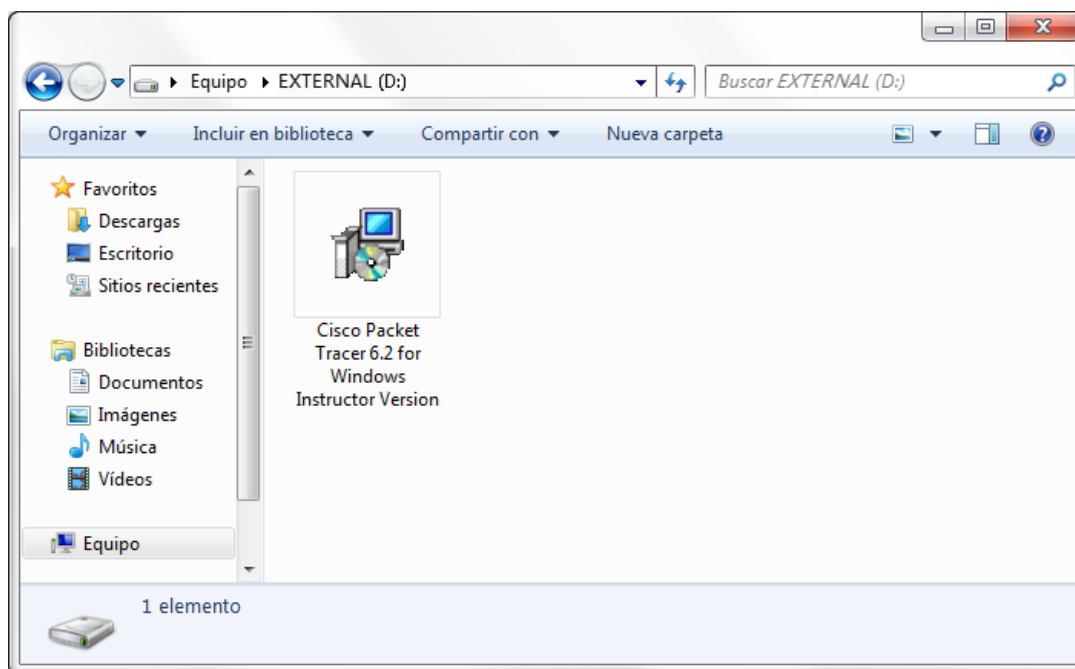 Equipo EXTERNAL (D:)
Buscar EXTERNAL (D:)
Organizar
Incluir en biblioteca
Compartir con
Nueva carpeta
Favoritos
Descargas
Escritorio
Sitios recientes
Bibliotecas
Documentos
Imágenes
Música
Vídeos
Equipo
Cisco Packet
Tracer 6.2 for
Windows
Instructor Version
1 elemento